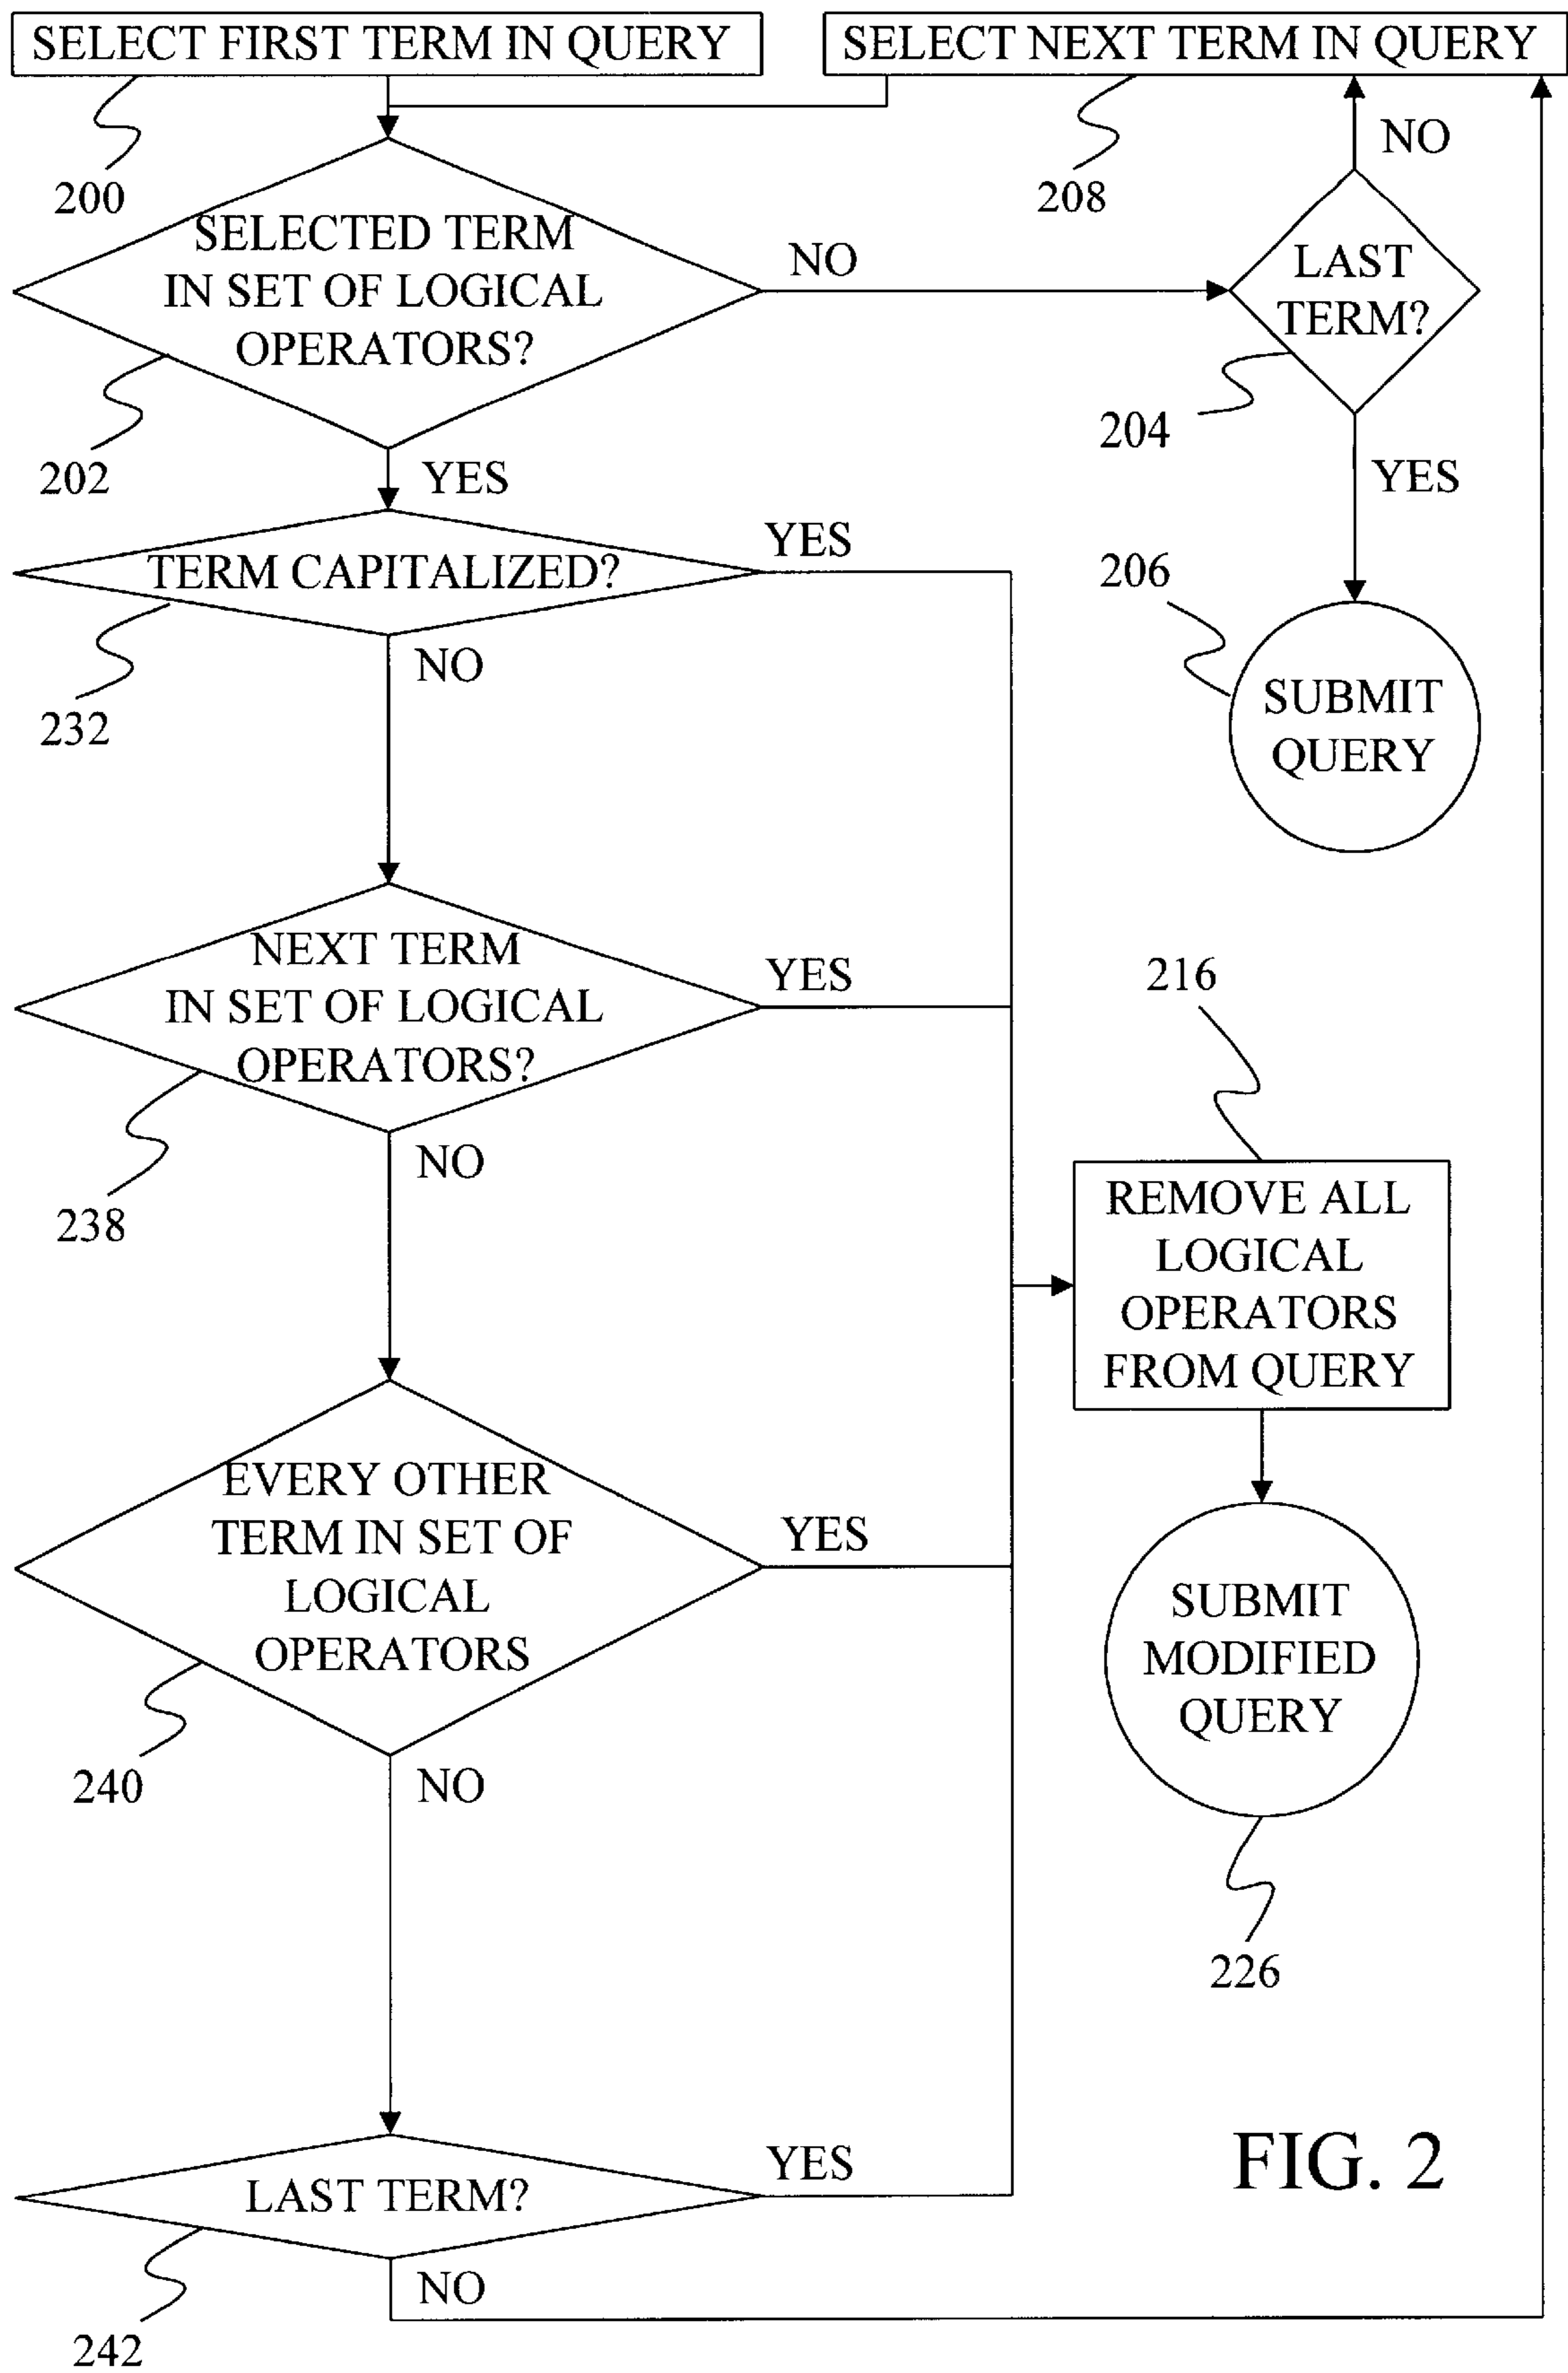 SELECT FIRST TERM IN QUERY
SELECT NEXT TERM IN QUERY
200
208
NO
SELECTED TERM
IN SET OF LOGICAL
OPERATORS?
NO
LAST
TERM?
202
204
YES
YES
TERM CAPITALIZED?
YES
206
232
NO
SUBMIT
QUERY
NEXT TERM
IN SET OF LOGICAL
OPERATORS?
YES
216
238
NO
REMOVE ALL
LOGICAL
OPERATORS
FROM QUERY
EVERY OTHER
TERM IN SET OF
LOGICAL
OPERATORS
YES
SUBMIT
MODIFIED
QUERY
240
NO
226
LAST TERM?
YES
FIG. 2
242
NO